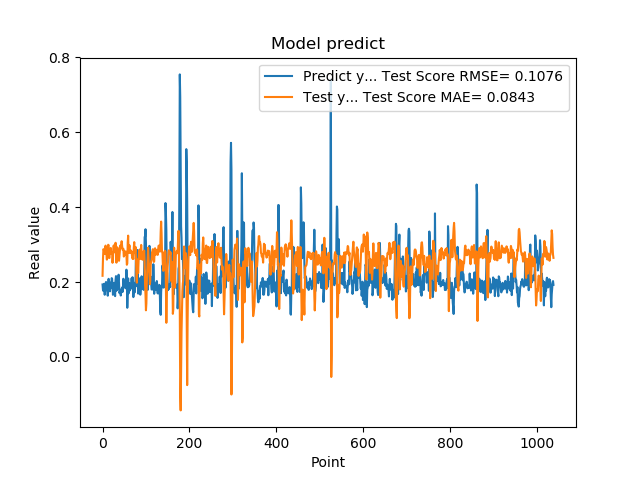 Model predict
Predict y... Test Score RMSE= 0.1076
Test y... Test Score MAE= 0.0843
0.8
0.6
0.4
0.2
0.0
Real value
0 200 400 600 800 1000
Point